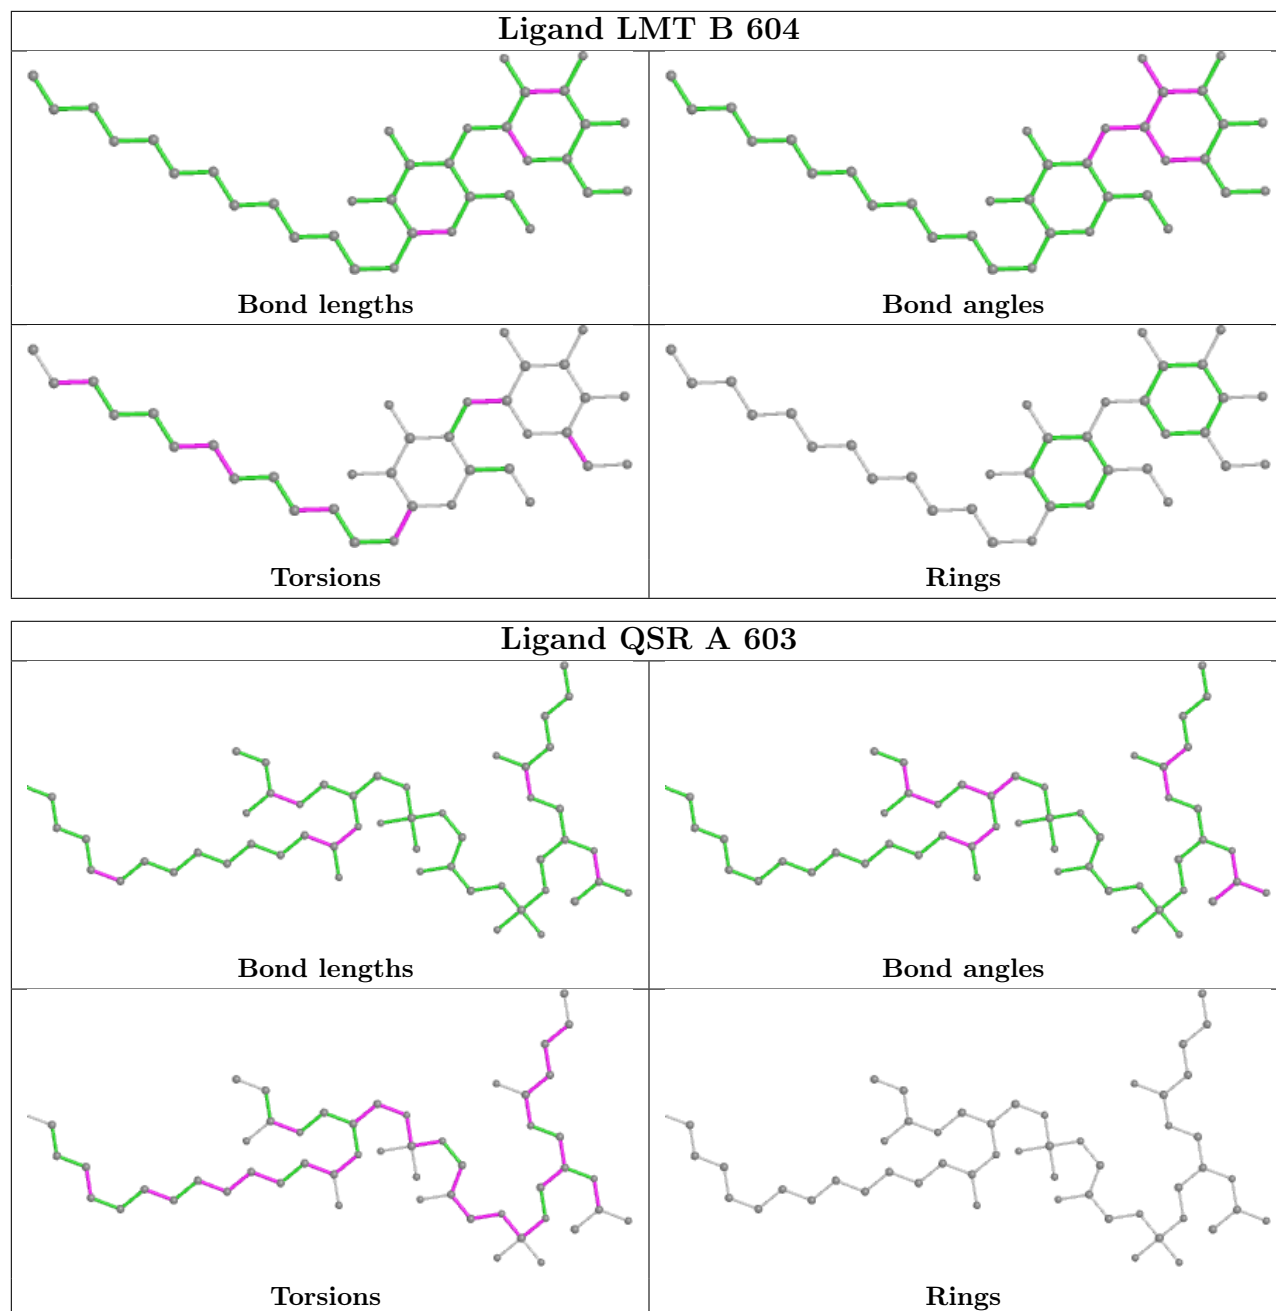 Ligand LMT B 604
Bond lengths
Bond angles
Torsions
Rings
Ligand QSR A 603
Bond lengths
Bond angles
Torsions
Rings